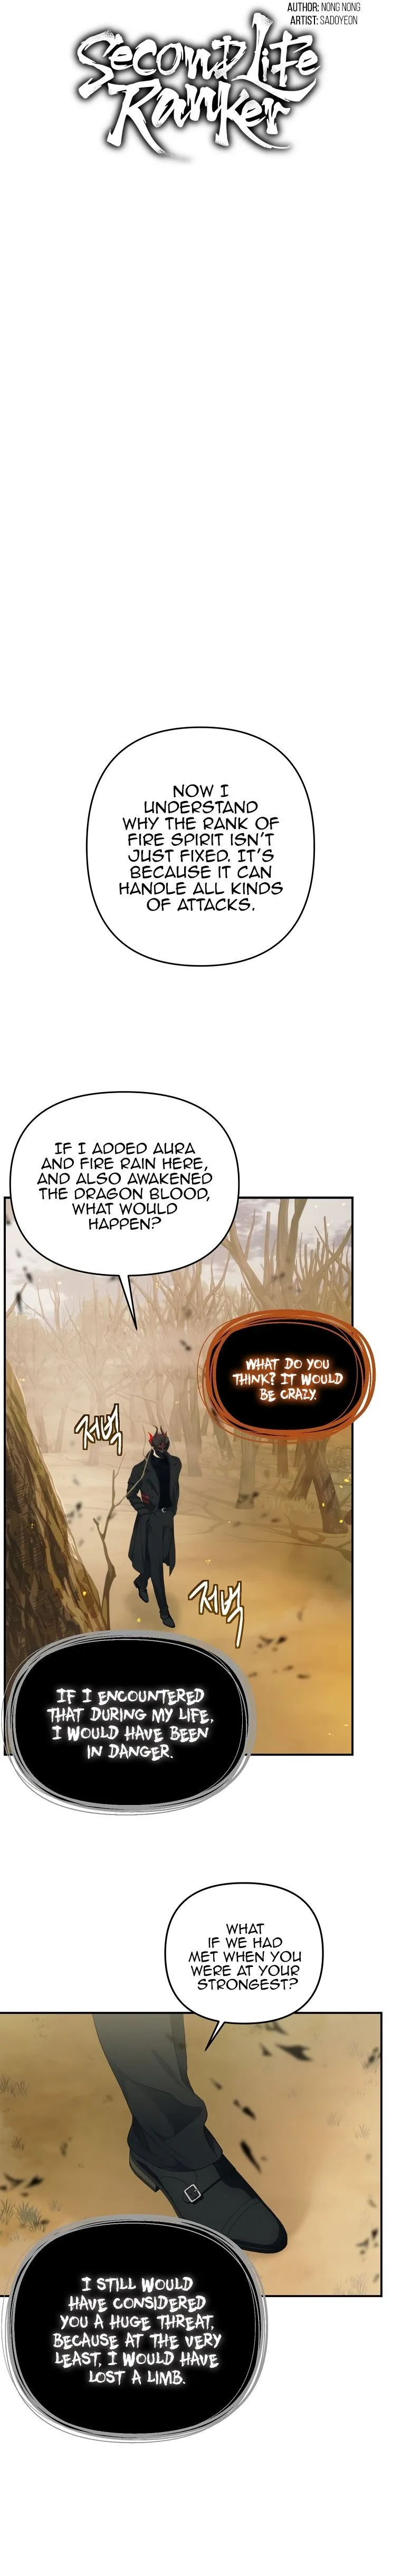 AUTHOR: NONG NONG
ARTIST: SADOYEON
SECOND LIFE
RANKER
NOW I
UNDERSTAND
WHY THE RANK OF
FIRE SPIRIT ISN'T
JUST FIXED. IT'S
BECAUSE IT CAN
HANDLE ALL KINDS
OF ATTACKS.
IF I ADDED AURA
AND FIRE RAIN HERE,
AND ALSO AWAKENED
THE DRAGON BLOOD,
WHAT WOULD
HAPPEN?
WHAT DO YOU
THINK? IT WOULD
BE CRAZY.
저벅
저벅
IF I ENCOUNTERED
THAT DURING MY LIFE,
I WOULD HAVE BEEN
IN DANGER.
WHAT
IF WE HAD
MET WHEN YOU
WERE AT YOUR
STRONGEST?
I STILL WOULD
HAVE CONSIDERED
YOU A HUGE THREAT,
BECAUSE AT THE VERY
LEAST, I WOULD HAVE
LOST A LIMB.